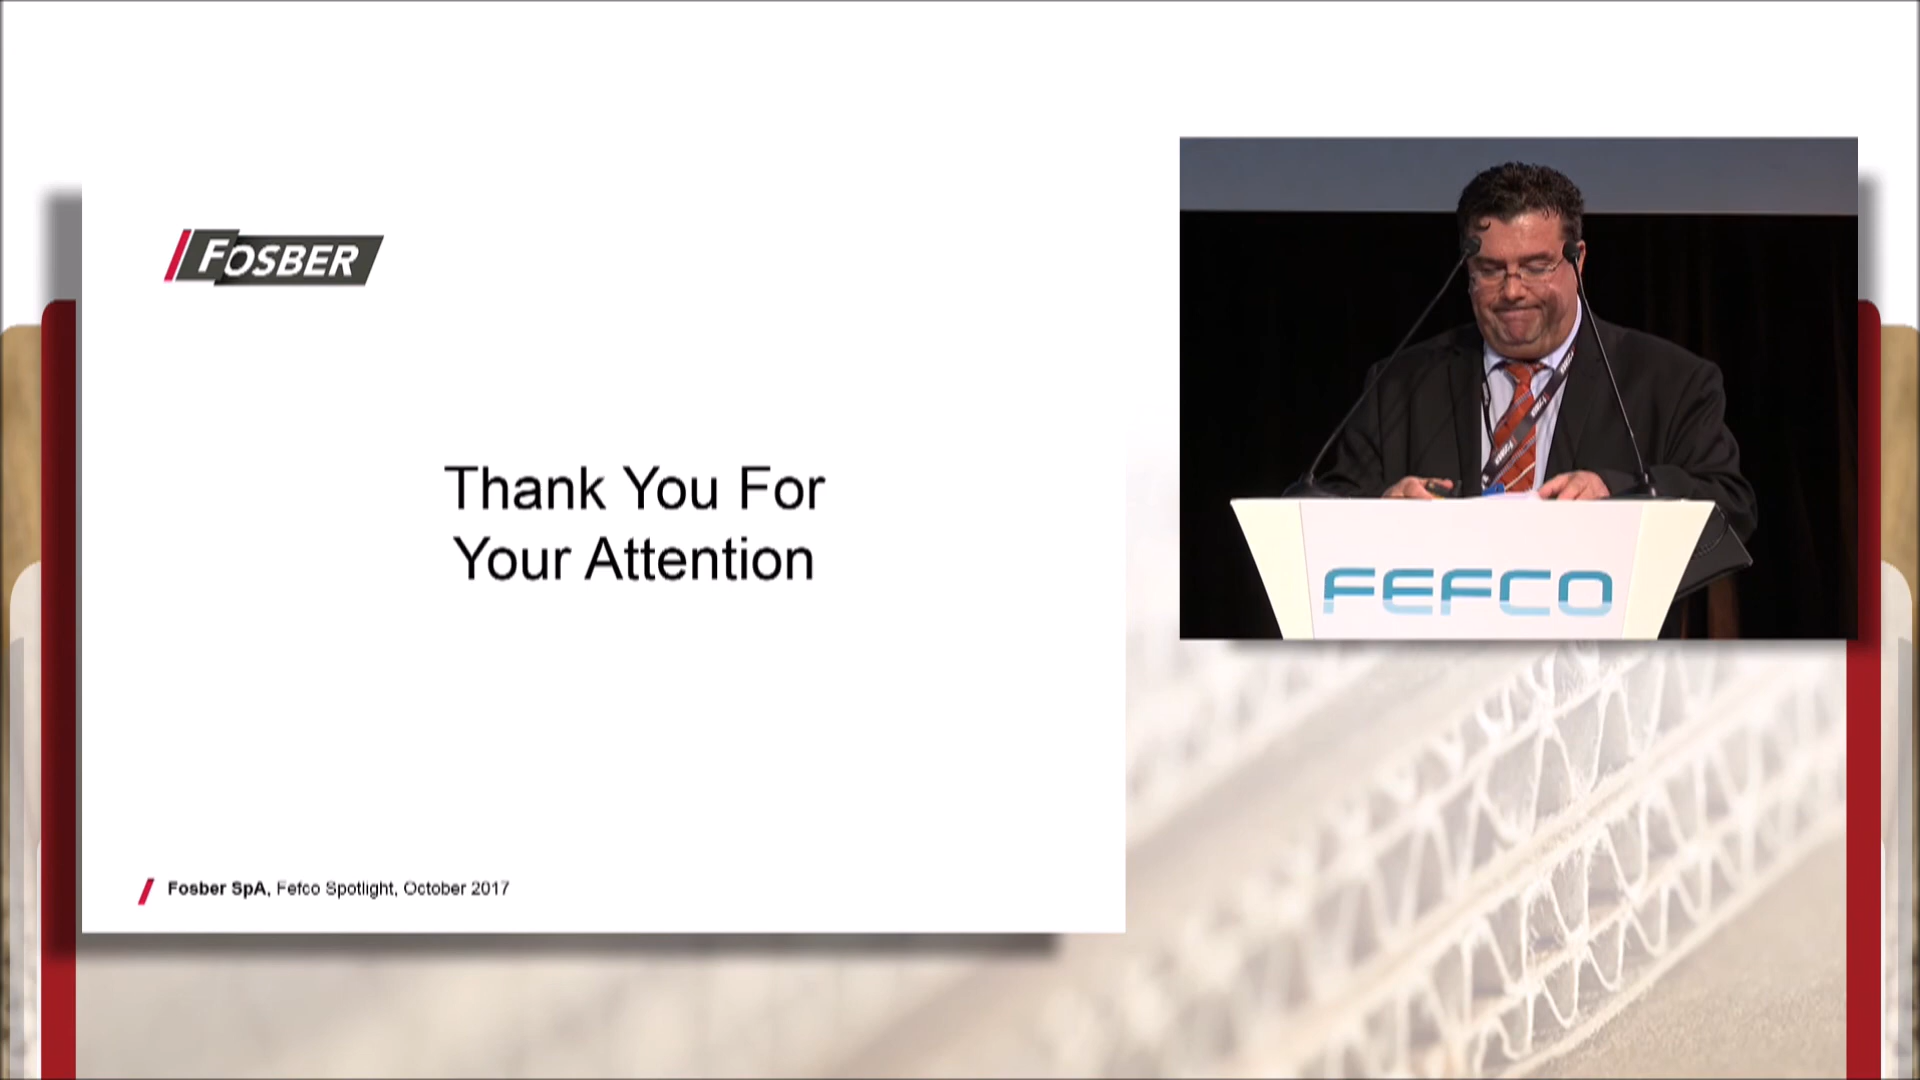 FOSBER
Thank You For
Your Attention
Fosber SpA, Fefco Spotlight, October 2017
FEFCO